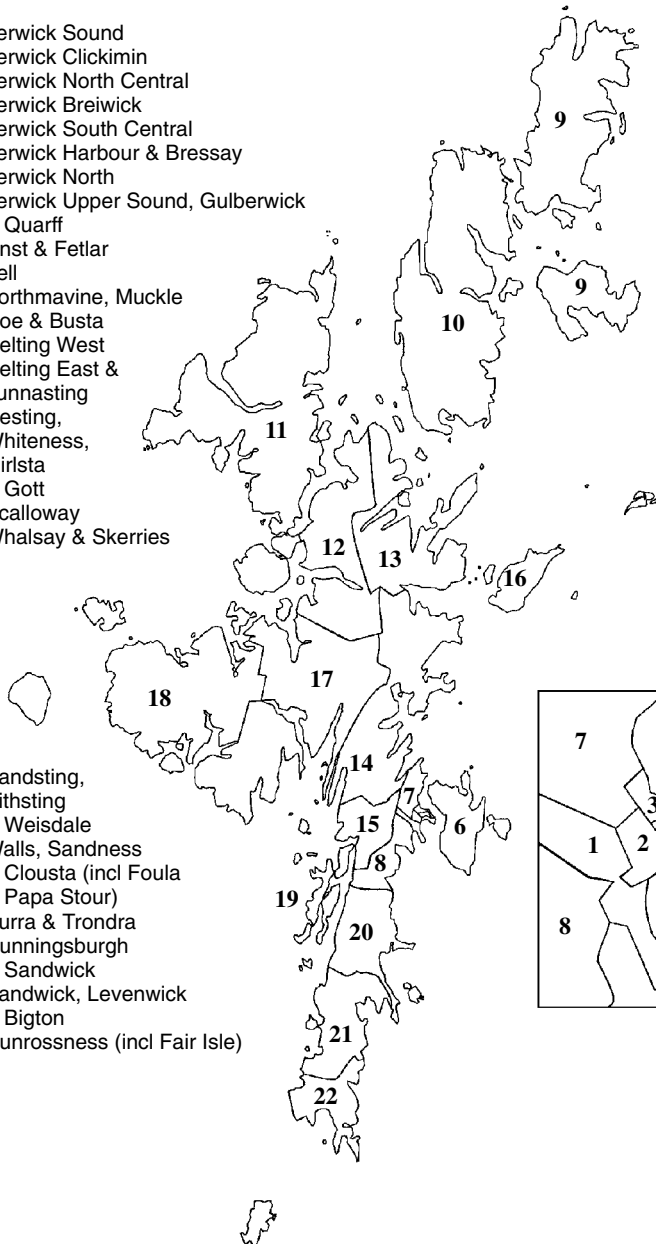 erwick Sound
erwick Clickimin
erwick North Central
erwick Breiwick
erwick South Central
erwick Harbour & Bressay
erwick North
erwick Upper Sound, Gulberwick
Quarff
nst & Fetlar
ell
orthmavine, Muckle
oe & Busta
elting West
elting East &
unnasting
esting,
hiteness,
irlsta
Gott
calloway
halsay & Skerries
andsting,
ithsting
Weisdale
alls, Sandness
Clousta (incl Foula
Papa Stour)
urra & Trondra
unningsburgh
Sandwick
andwick, Levenwick
Bigton
unrossness (incl Fair Isle)
9
9
10
11
12
13
16
17
18
14
7
15
6
8
19
20
21
22
7
3
1
2
8